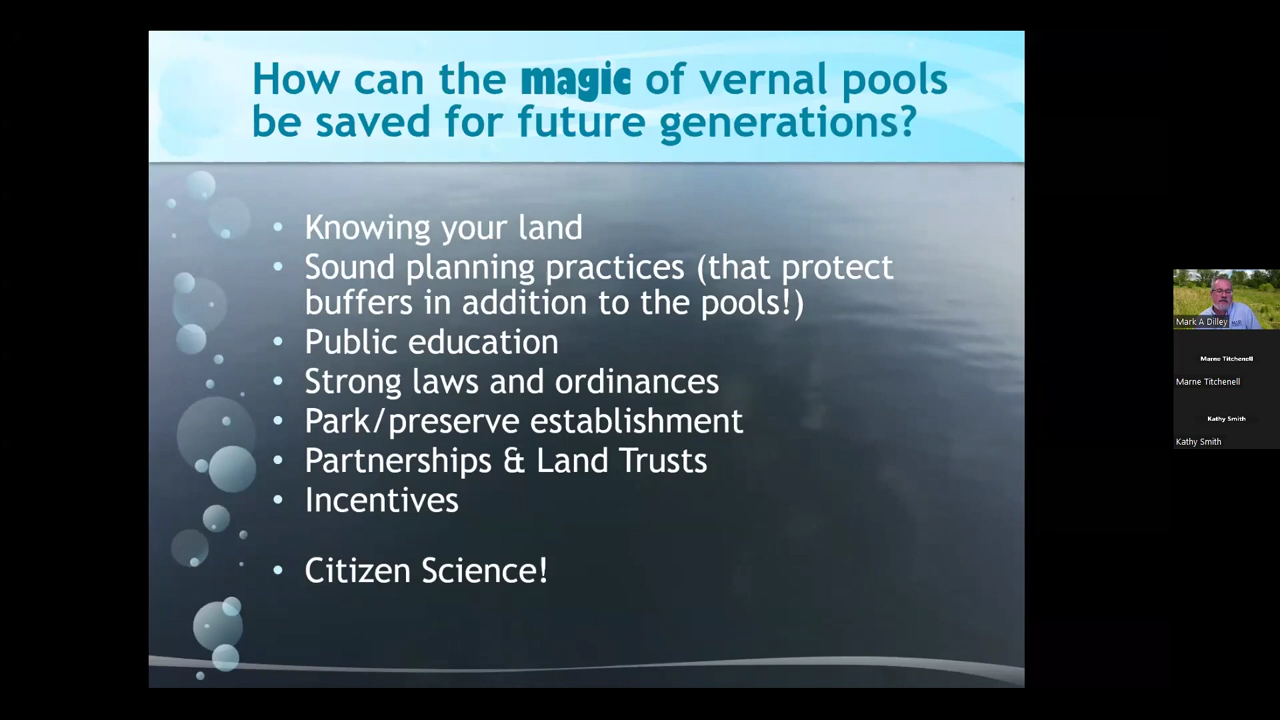 How can the magic of vernal pools
be saved for future generations?
• Knowing your land
• Sound planning practices (that protect
buffers in addition to the pools!)
• Public education
• Strong laws and ordinances
• Park/preserve establishment
• Partnerships & Land Trusts
• Incentives
• Citizen Science!
Mark A Dilley
Marne Titchenell
Marne Titchenell
Kathy Smith
Kathy Smith